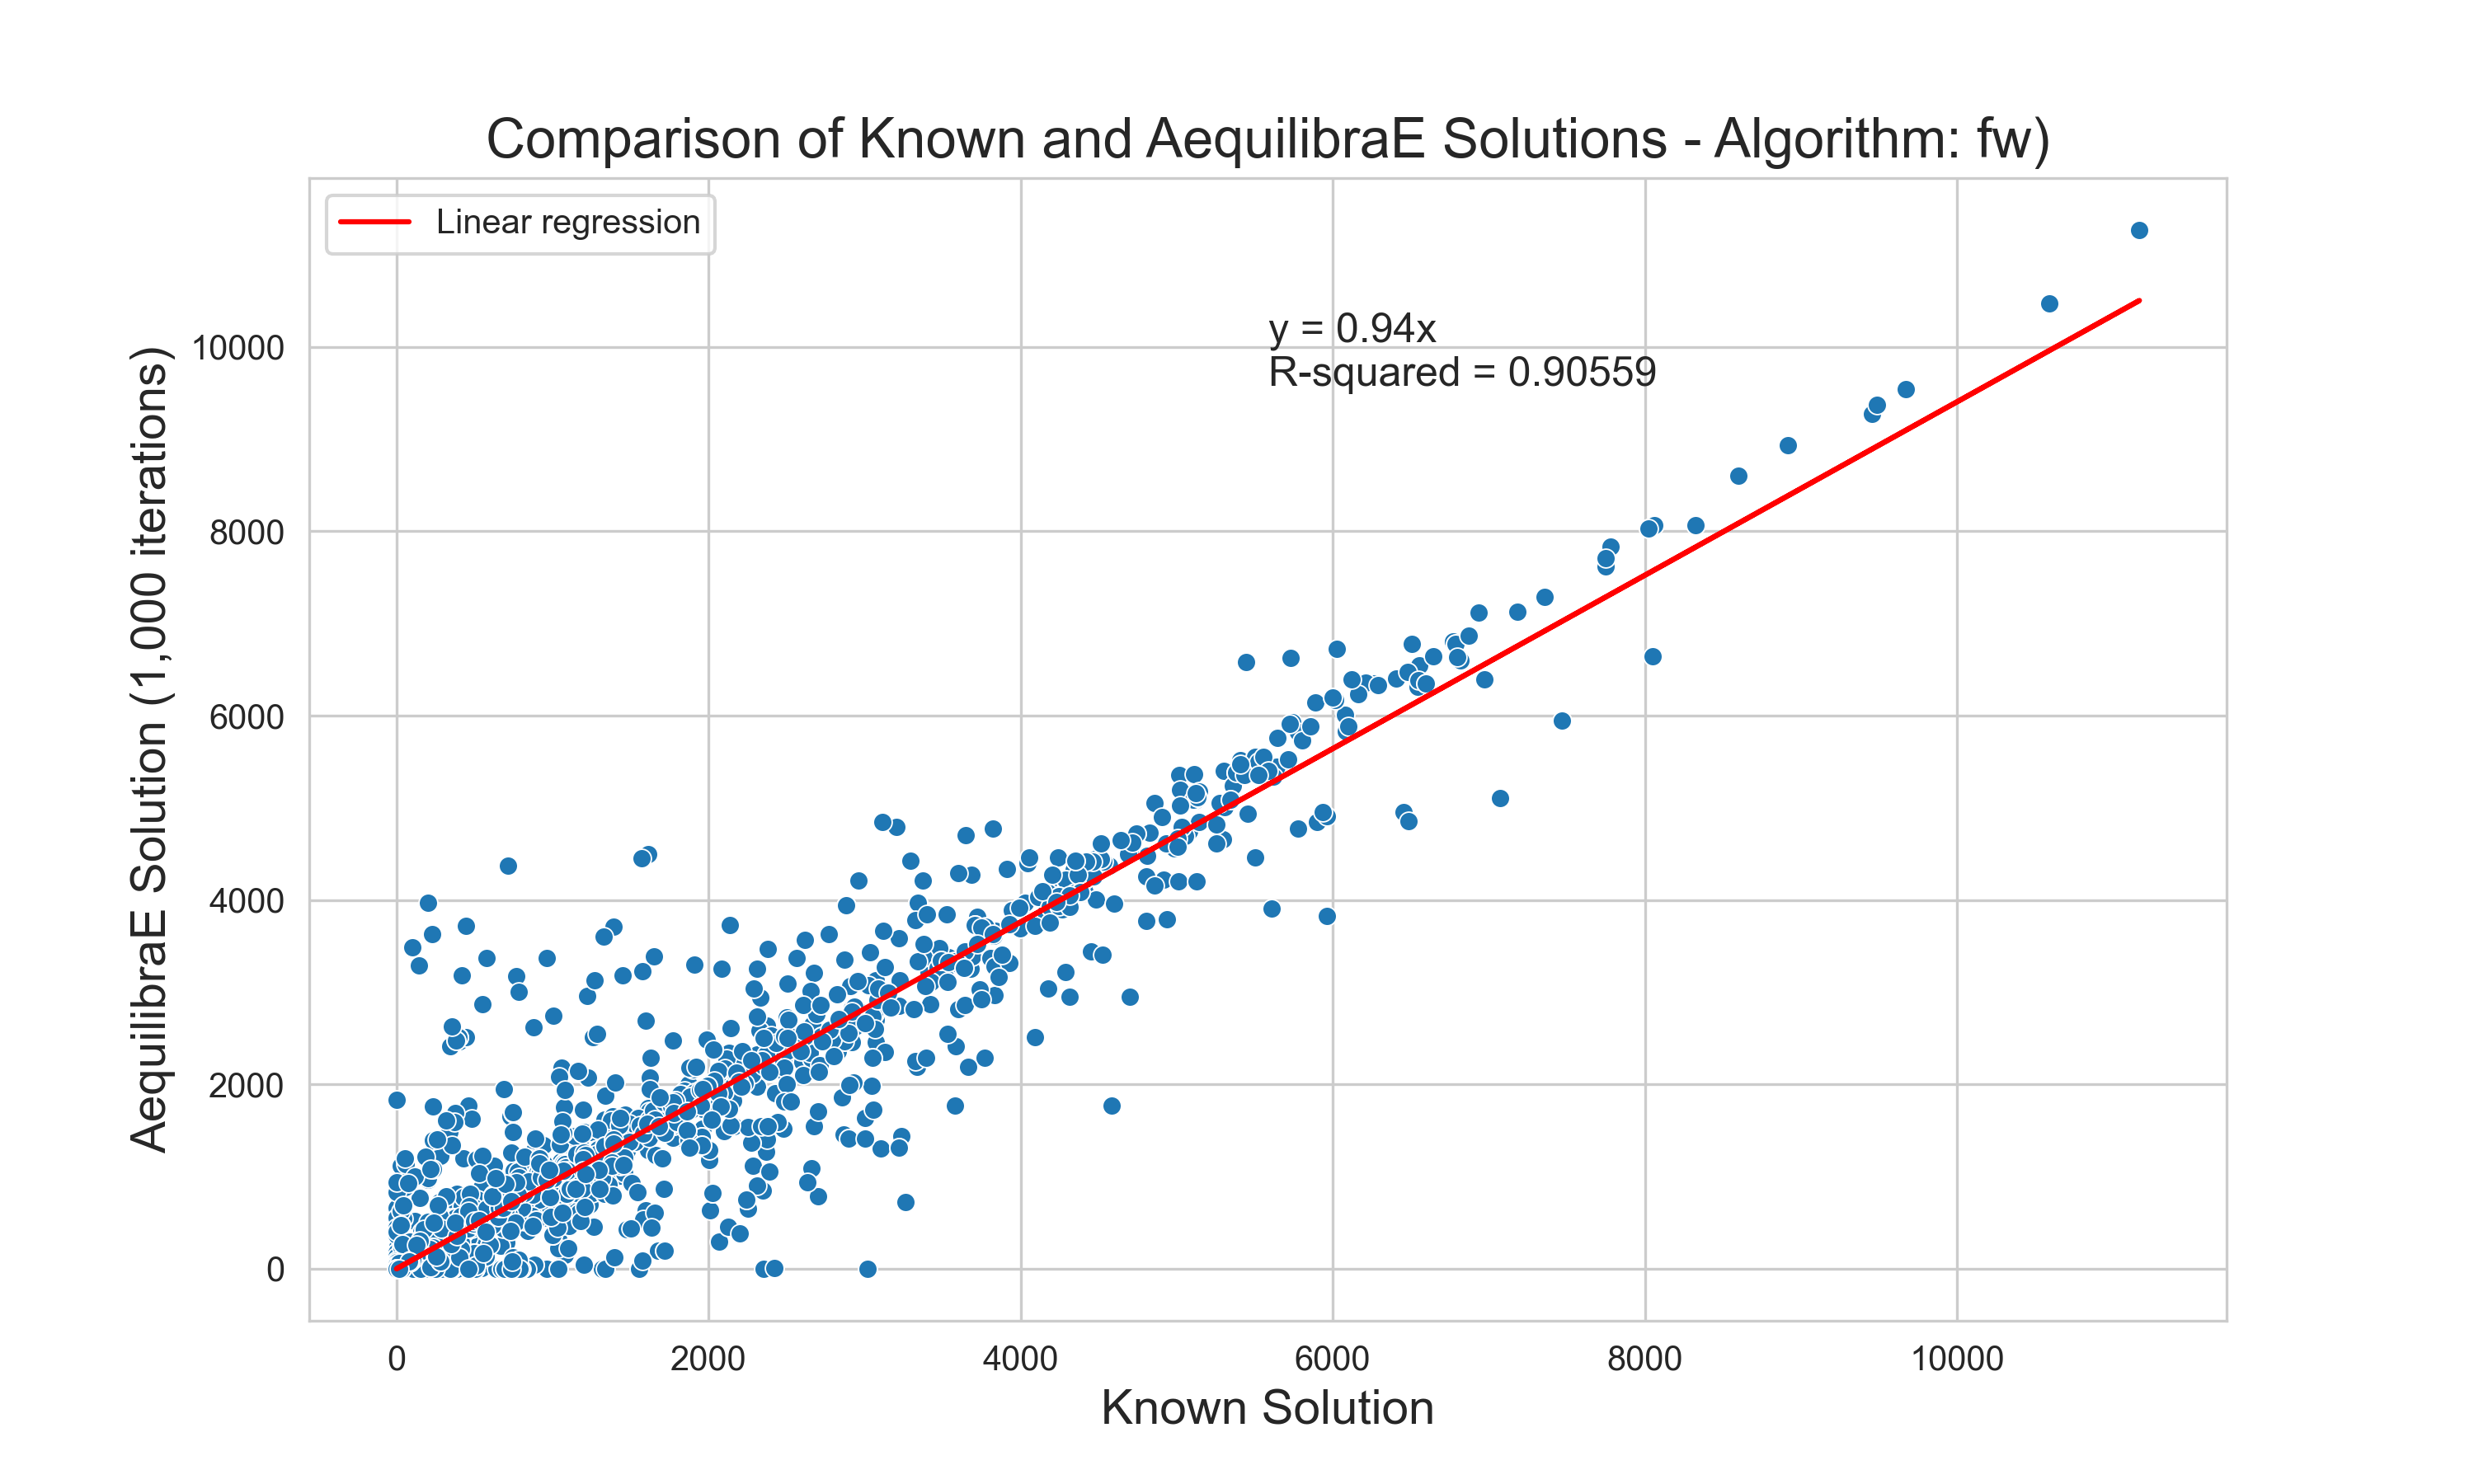 Comparison of Known and AequilibraE Solutions - Algorithm: fw)
Linear regression
y = 0.94x
R-squared = 0.90559
AequilibraE Solution (1,000 iterations)
10000
8000
6000
4000
2000
0
0 2000 4000 6000 8000 10000
Known Solution